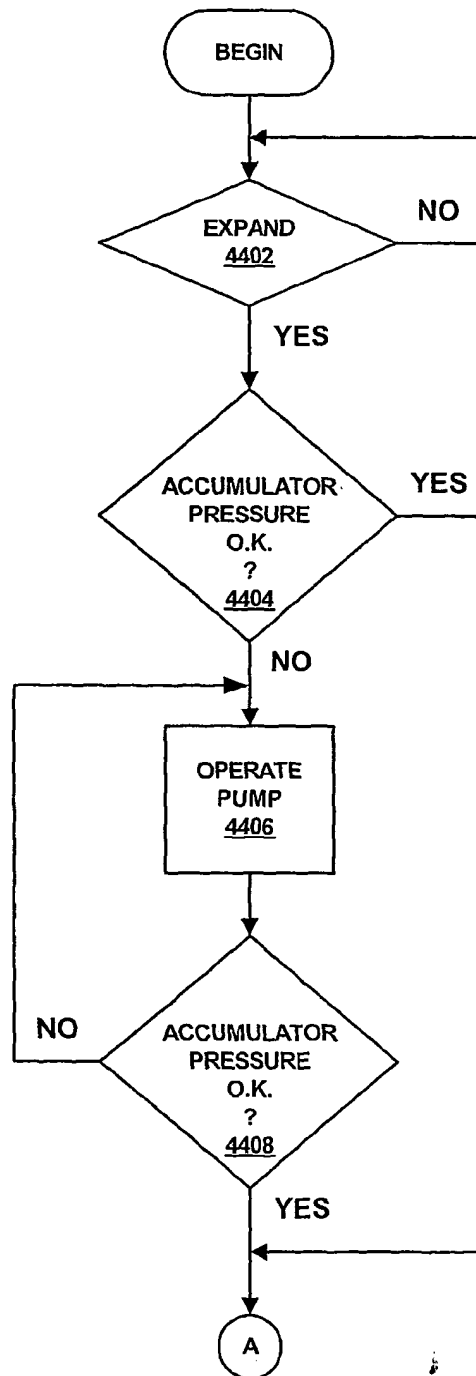 BEGIN
EXPAND
4402
NO
YES
ACCUMULATOR
PRESSURE
O.K.
?
4404
YES
NO
OPERATE
PUMP
4406
NO
ACCUMULATOR
PRESSURE
O.K.
?
4408
YES
A